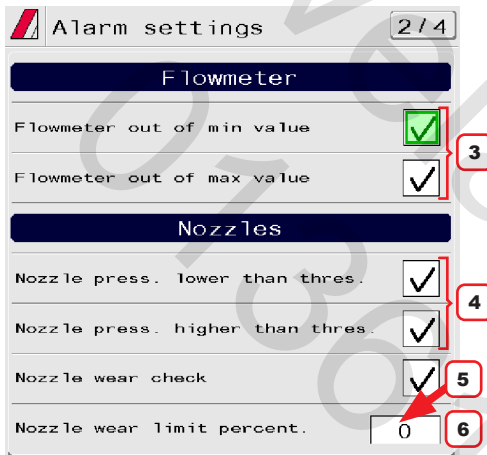 Alarm settings 2/4
Flowmeter
Flowmeter out of min value
Flowmeter out of max value
3
Nozzles
Nozzle press. lower than thres.
Nozzle press. higher than thres.
4
Nozzle wear check 5
Nozzle wear limit percent. 0 6